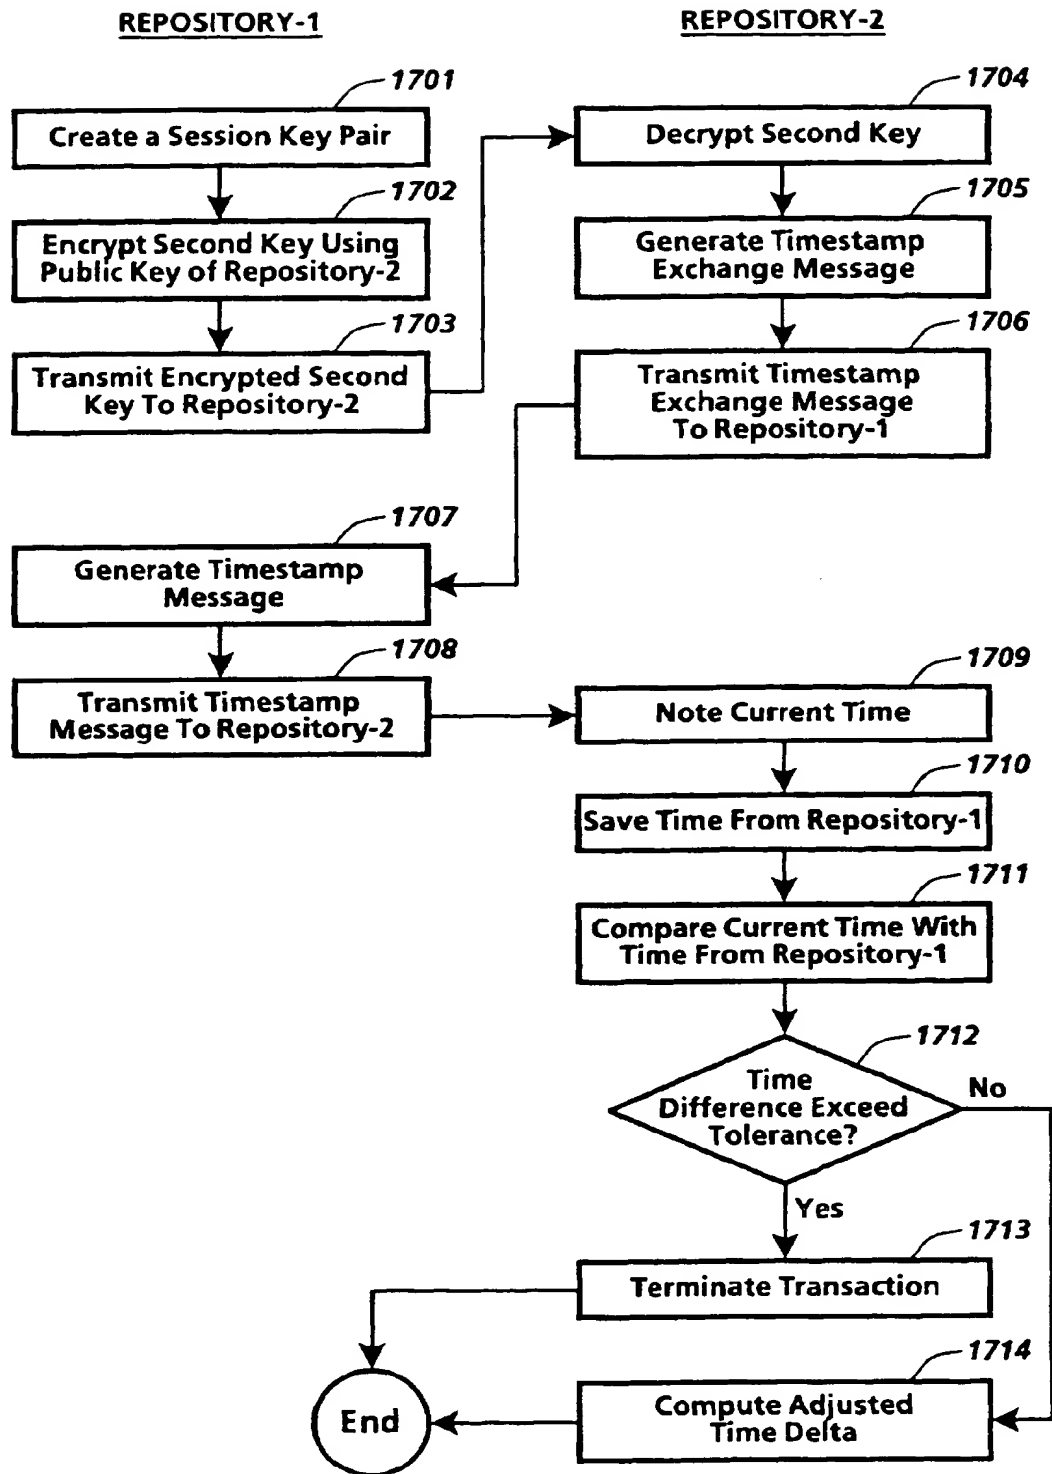 REPOSITORY-1
REPOSITORY-2
1701
Create a Session Key Pair
1702
Encrypt Second Key Using
Public Key of Repository-2
1703
Transmit Encrypted Second
Key To Repository-2
1704
Decrypt Second Key
1705
Generate Timestamp
Exchange Message
1706
Transmit Timestamp
Exchange Message
To Repository-1
1707
Generate Timestamp
Message
1708
Transmit Timestamp
Message To Repository-2
1709
Note Current Time
1710
Save Time From Repository-1
1711
Compare Current Time With
Time From Repository-1
1712
Time
Difference Exceed
Tolerance?
No
Yes
1713
Terminate Transaction
1714
Compute Adjusted
Time Delta
End